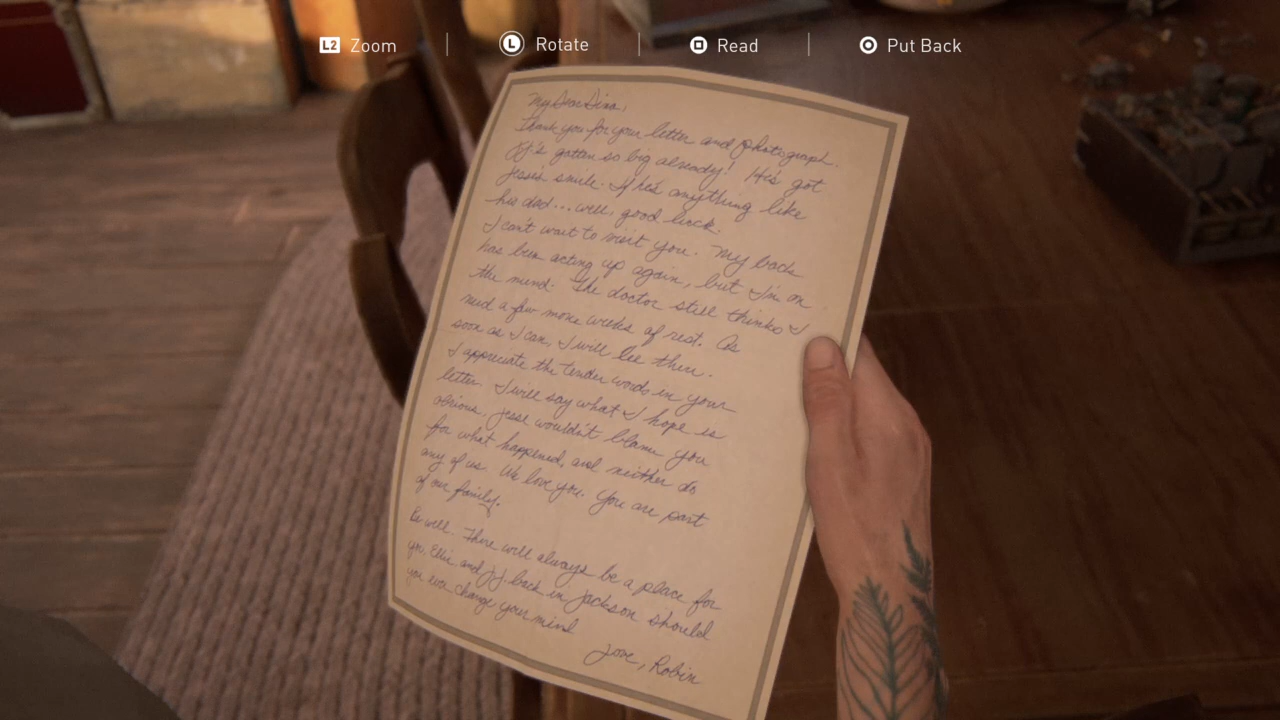 L2 Zoom
L Rotate
Read
Put Back
My Dear Dina,
Thank you for your letter and photograph.
JJ's gotten so big already! He's got
Jesse's smile. If he's anything like
his dad... well, good luck.
I can't wait to visit you. My back
has been acting up again, but I'm on
the mend. The doctor still thinks I
need a few more weeks of rest. As
soon as I can, I will be there.
I appreciate the tender words in your
letter. I will say what I hope is
obvious. Jesse wouldn't blame you
for what happened, and neither do
any of us. We love you. You are part
of our family.
Be well. There will always be a place for
you, Ellie and J.J. back in Jackson should
you ever change your mind
Love, Robin